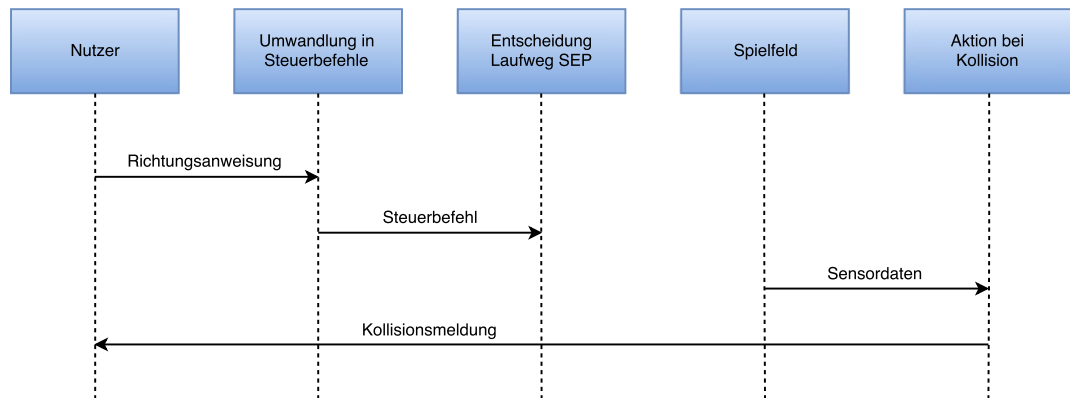 Nutzer
Umwandlung in
Steuerbefehle
Entscheidung
Laufweg SEP
Spielfeld
Aktion bei
Kollision
Richtungsanweisung
Steuerbefehl
Sensordaten
Kollisionsmeldung